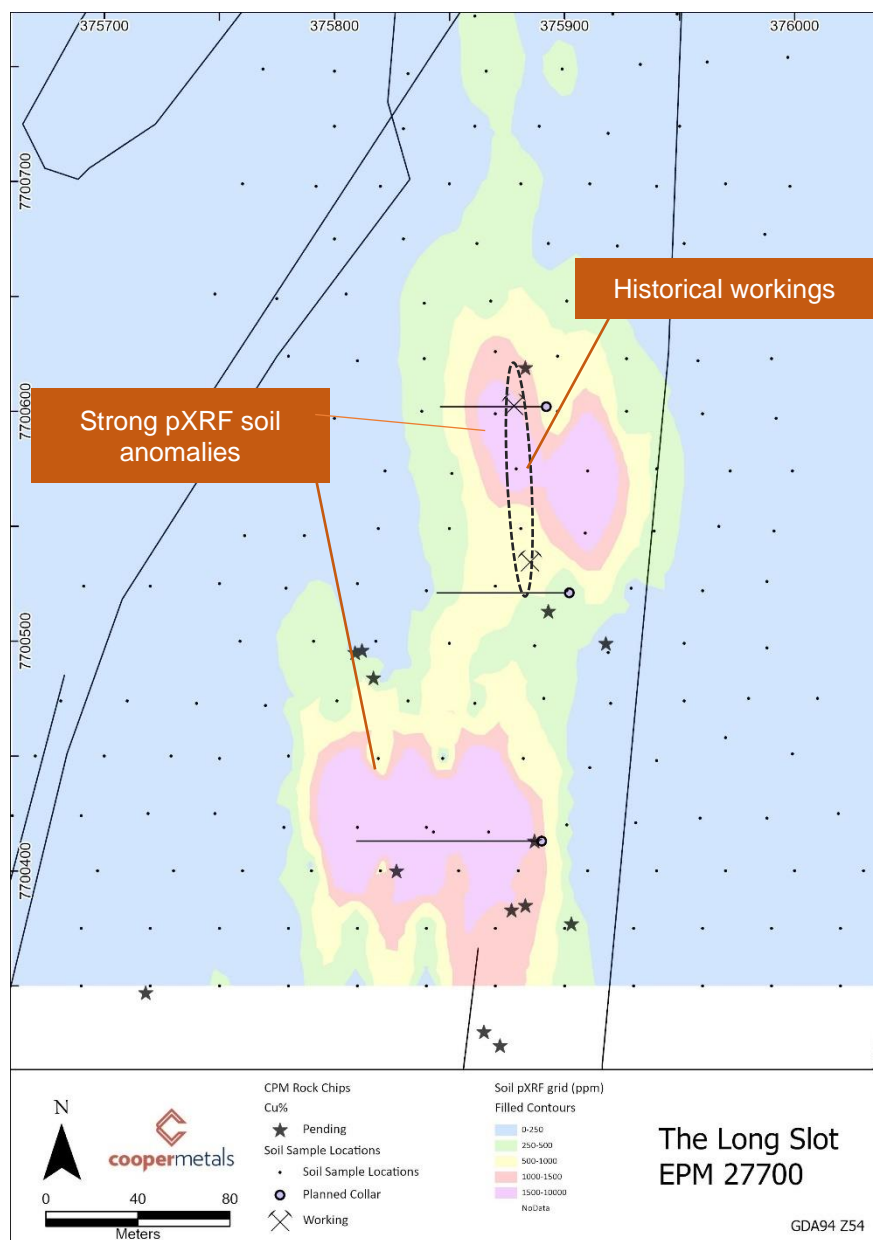 375700
375800
375900
376000
7700700
Historical workings
7700600
Strong pXRF soil
anomalies
7700500
7700400
N
coopermetals
0
40
80
Meters
CPM Rock Chips
Cu%
Pending
Soil Sample Locations
Soil Sample Locations
Planned Collar
Working
Soil pXRF grid (ppm)
Filled Contours
0-250
250-500
500-1000
1000-1500
1500-10000
NoData
The Long Slot
EPM 27700
GDA94 Z54